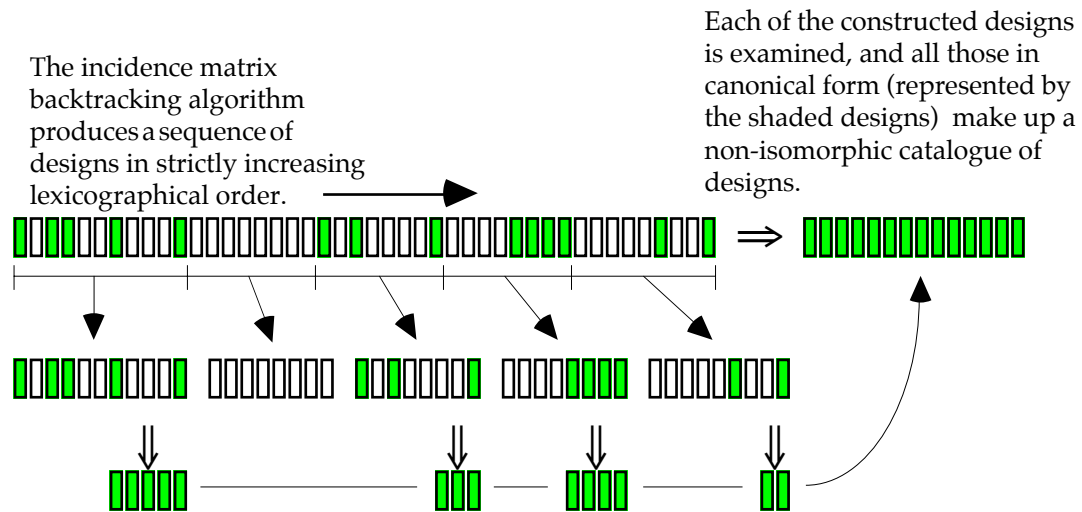 The incidence matrix
backtracking algorithm
produces a sequence of
designs in strictly increasing
lexicographical order.
Each of the constructed designs
is examined, and all those in
canonical form (represented by
the shaded designs) make up a
non-isomorphic catalogue of
designs.